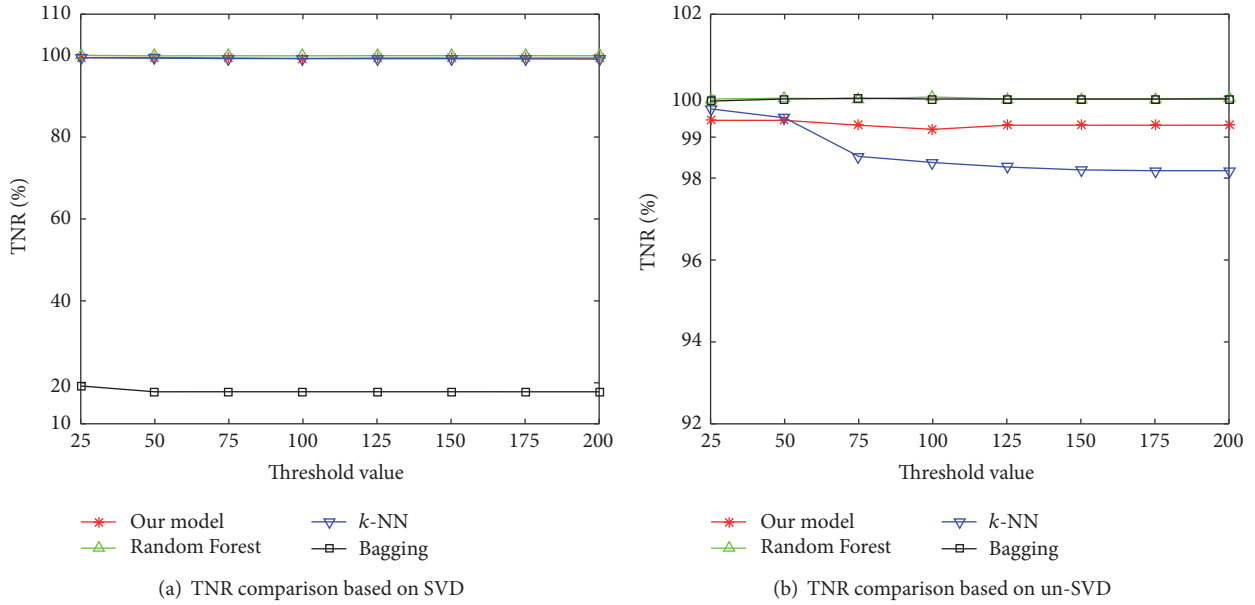 110
100
80
60
40
20
10
TNR (%)
25 50 75 100 125 150 175 200
Threshold value
Our model
Random Forest
k-NN
Bagging
(a) TNR comparison based on SVD
102
100
99
98
96
94
92
TNR (%)
25 50 75 100 125 150 175 200
Threshold value
Our model
Random Forest
k-NN
Bagging
(b) TNR comparison based on un-SVD